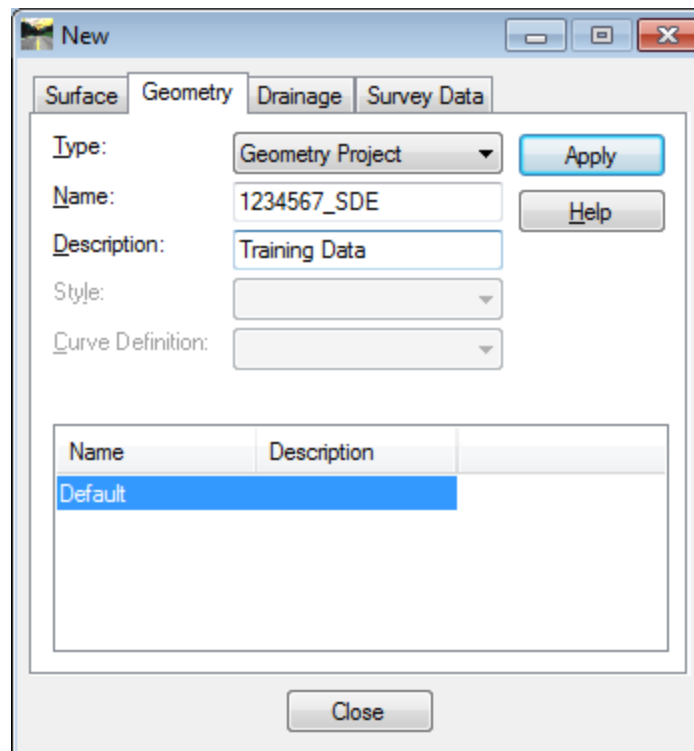 New
Surface Geometry Drainage Survey Data
Type: Geometry Project Apply
Name: 1234567_SDE Help
Description: Training Data
Style:
Curve Definition:
Name Description
Default
Close